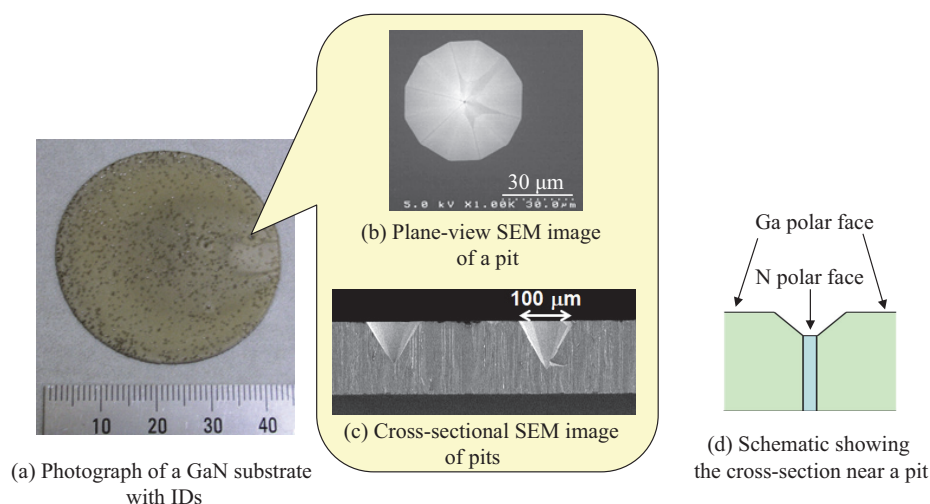 30 μm
5.0 kV X1.00K 30.0μm
(b) Plane-view SEM image
of a pit
100 μm
(c) Cross-sectional SEM image
of pits
10 20 30 40
(a) Photograph of a GaN substrate
with IDs
Ga polar face
N polar face
(d) Schematic showing
the cross-section near a pit